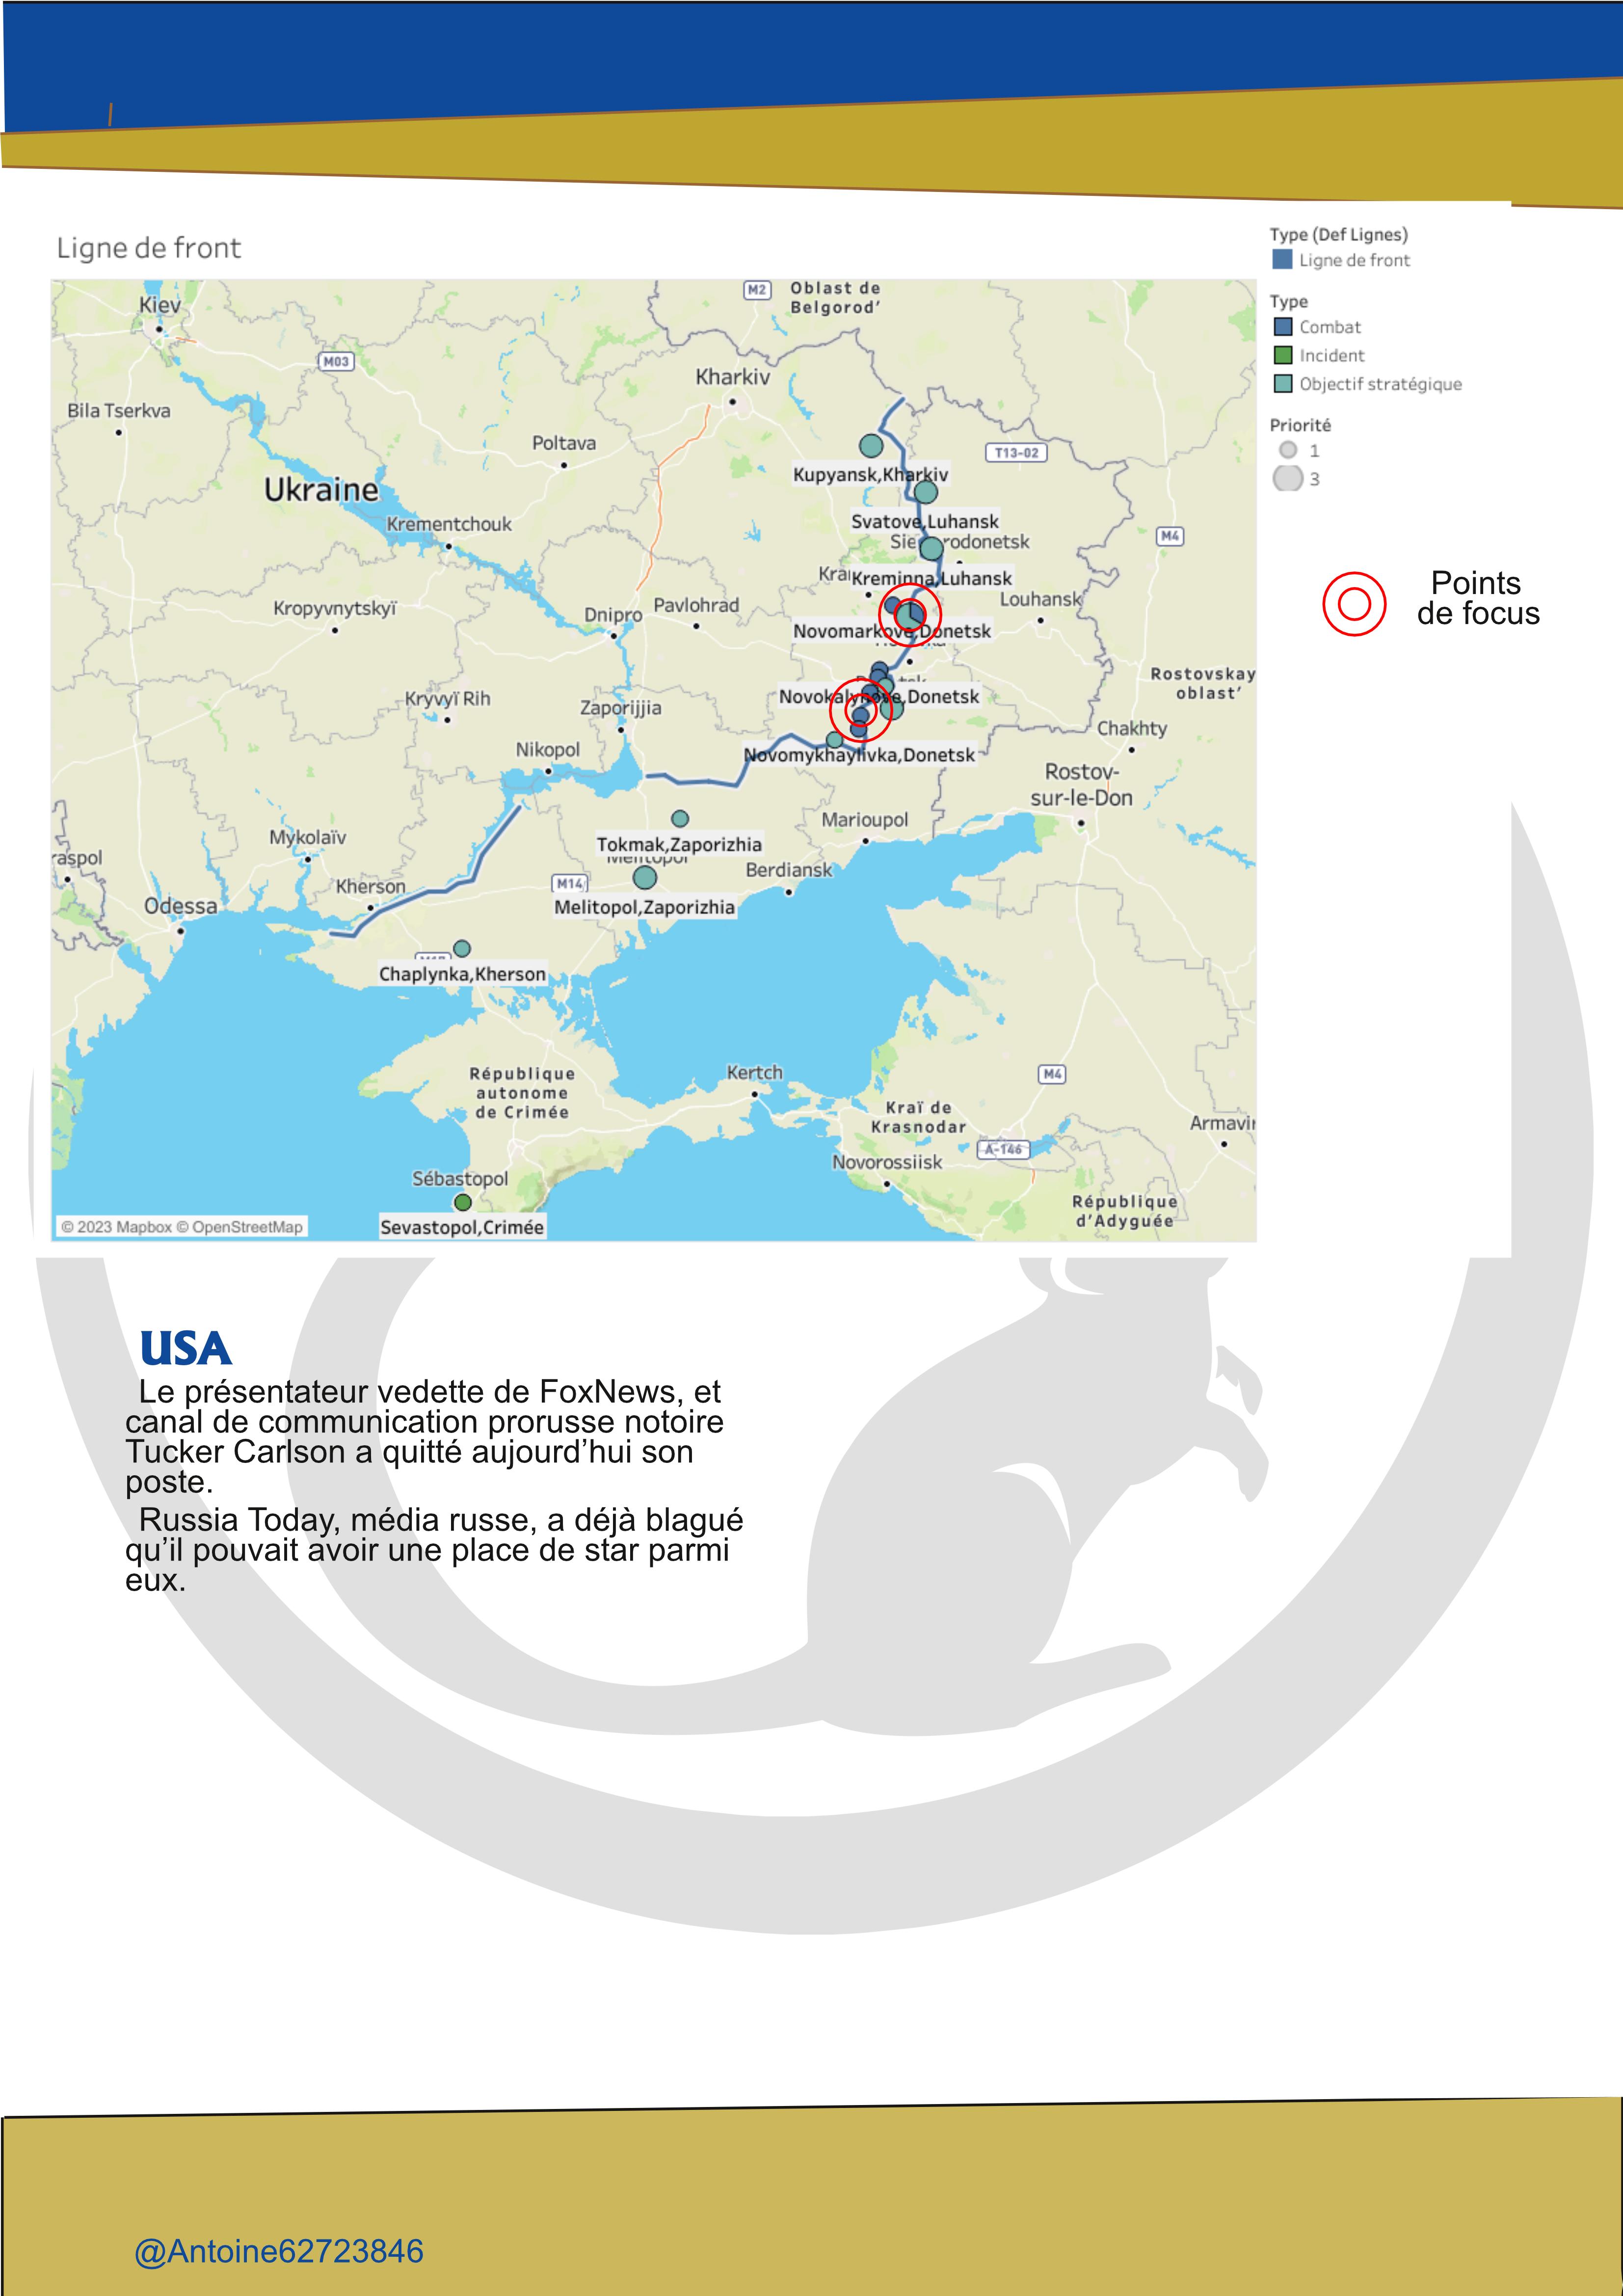 Ligne de front
Type (Def Lignes)
Ligne de front
Type
Combat
Incident
Objectif stratégique
Priorité
1
3
Points
de focus
M2
Oblast de
Belgorod'
Kiev
M03
Kharkiv
Bila Tserkva
Poltava
T13-02
Kupyansk,Kharkiv
Ukraine
Svatove,Luhansk
Krementchouk
M4
Kreminna,Luhansk
Louhansk
Kropyvnytskyï
Dnipro
Pavlohrad
Novomarkove,Donetsk
Rostovskay
oblast'
Kryvyï Rih
Zaporijjia
Novokalynove,Donetsk
Chakhty
Nikopol
Novomykhaylivka,Donetsk
Rostov-
sur-le-Don
Marioupol
Mykolaïv
Tokmak,Zaporizhia
Melitopol
raspol
Berdiansk
Kherson
M14
Odessa
Melitopol,Zaporizhia
Chaplynka,Kherson
République
autonome
de Crimée
Kertch
M4
Kraï de
Krasnodar
Armavir
A-146
Novorossiisk
Sébastopol
République
d'Adyguée
Sevastopol,Crimée
© 2023 Mapbox © OpenStreetMap
USA
Le présentateur vedette de FoxNews, et
canal de communication prorusse notoire
Tucker Carlson a quitté aujourd'hui son
poste.
Russia Today, média russe, a déjà blagué
qu'il pouvait avoir une place de star parmi
eux.
@Antoine62723846